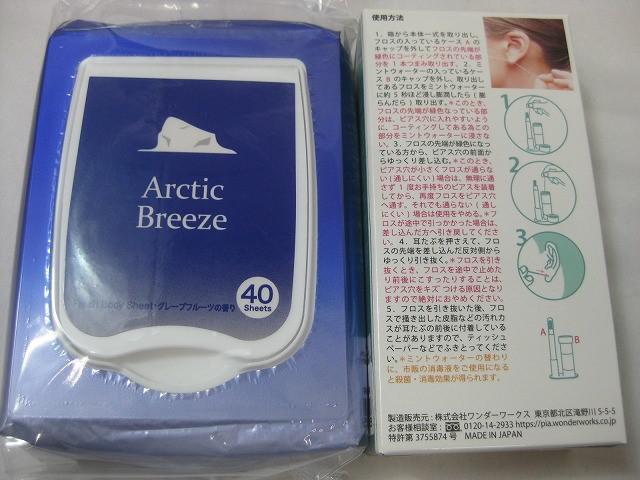 Arctic
Breeze
Body Sheet・グレープフルーツの香り
40
Sheets
使用方法
1．箱から本体一式を取り出し、
フロスの入っているケース A の
キャップを外してフロスの先端が
緑色にコーティングされている部
分を 1 本つまみ取り出す。2．ミ
ントウォーターの入っているケー
ス B のキャップを外し、取り出し
てあるフロスをミントウォーター
に約 5 秒ほど浸し膨潤したら(膨
らんだら)取り出す。＊このとき、
フロスの先端が緑色なっている部
分は、ピアス穴に入れやすいよう
に、コーティングしてある為この
部分をミントウォーターに浸さな
い。3．フロスの先端が緑色になっ
ている方から、ピアス穴の前面か
らゆっくり差し込む。＊このとき、
ピアス穴が小さくフロスが通らな
い(通しにくい)場合は、無理に通
さず 1 度お手持ちのピアスを装着
してから、再度フロスをピアス穴
へ通す。それでも通らない(通し
にくい)場合は使用をやめる。＊フ
ロスが途中で引っかかった場合は、
差し込んだ方へ引き戻してくださ
い。4．耳たぶを押さえて、フロ
スの先端を差し込んだ反対側から
ゆっくり引き抜く。＊フロスを引き
抜くとき、フロスを途中で止めた
り前後にこすったりすることは、
ピアス穴をキズつける原因となり
ますので絶対におやめください。
5．フロスを引き抜いた後、フロ
スで掻き出した皮脂などの汚れカ
スが耳たぶの前後に付着している
ことがありますので、ティッシュ
ペーパーなどでふきとってくださ
い。＊ミントウォーターの替わり
に、市販の消毒液をご使用になる
と殺菌・消毒効果が得られます。
1
2
3
A
B
製造販売元：株式会社ワンダーワークス 東京都北区滝野川 5-5-5
お客様相談室： 0120-14-2933 https://pia.wonderworks.co.jp
特許第 3755874 号 MADE IN JAPAN